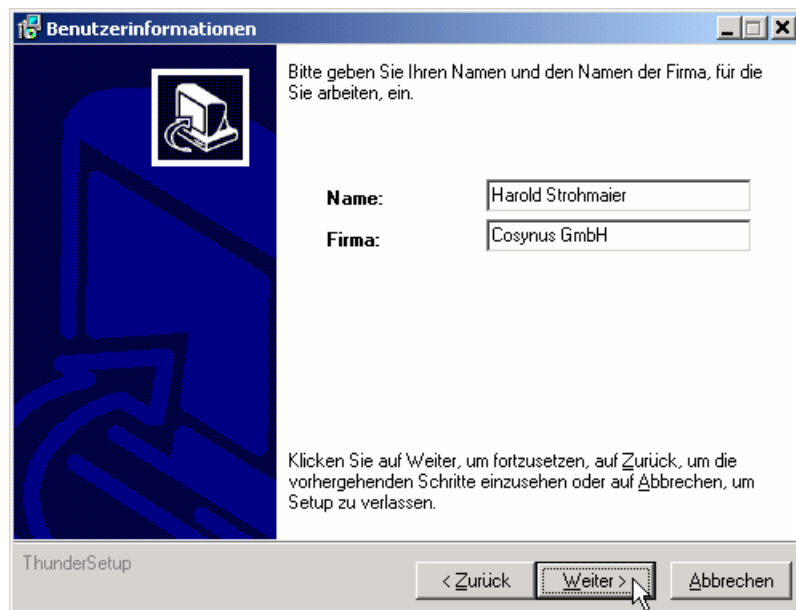 Benutzerinformationen
Bitte geben Sie Ihren Namen und den Namen der Firma, für die
Sie arbeiten, ein.
Name: Harold Strohmaier
Firma: Cosynus GmbH
Klicken Sie auf Weiter, um fortzusetzen, auf Zurück, um die
vorhergehenden Schritte einzusehen oder auf Abbrechen, um
Setup zu verlassen.
ThunderSetup
< Zurück Weiter > Abbrechen